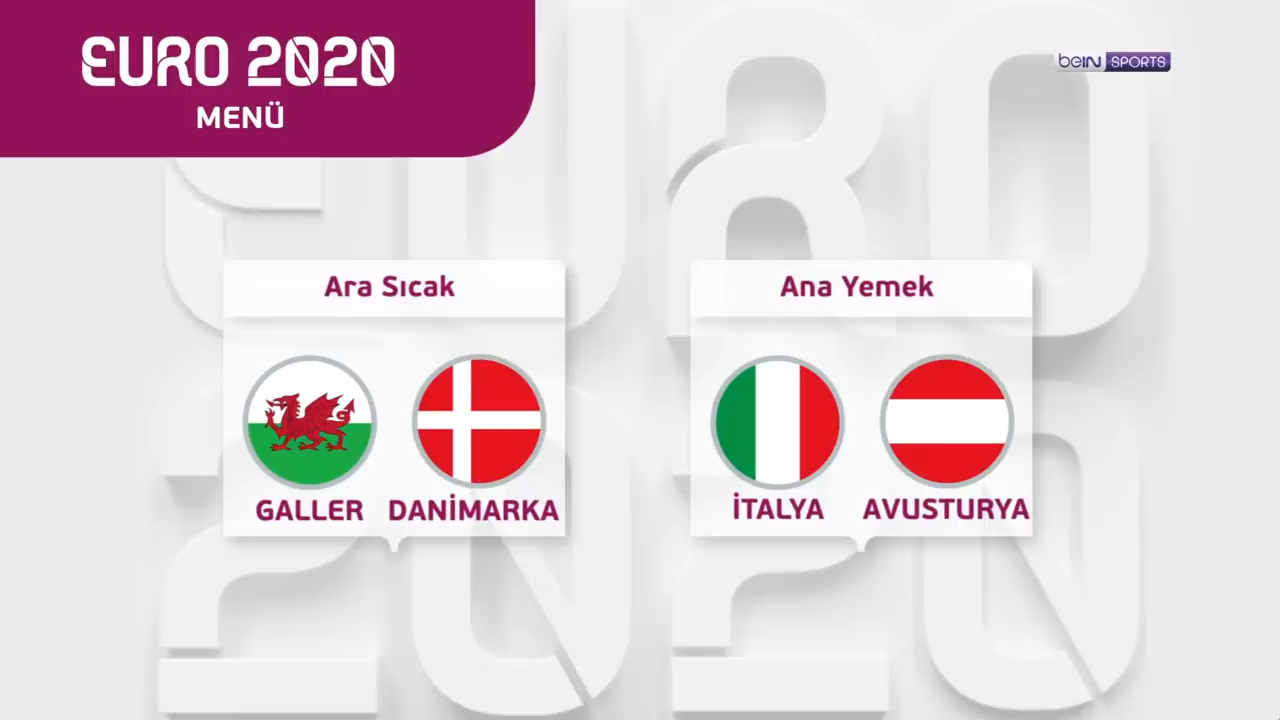 EURO 2020
MENÜ
beIN SPORTS
Ara Sıcak
Ana Yemek
GALLER
DANİMARKA
İTALYA
AVUSTURYA